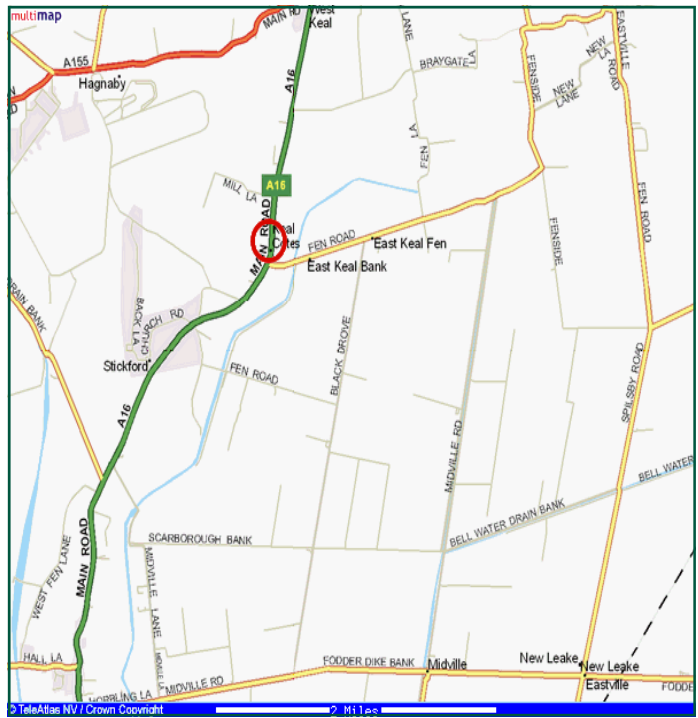 multimap
MAIN RD
West
Keal
A155
Hagnaby
A16
LANE
BRAYGATE LA
FENSIDE
NEW LA
NEW LANE
EASTVILLE
ROAD
FEN LA
MILL LA
A16
MAIN ROAD
Keal
Cotes
FEN ROAD
East Keal Fen
East Keal Bank
FENSIDE
FEN ROAD
DRAIN BANK
BACK LA
CHURCH RD
Stickford
FEN ROAD
BLACK DROVE
SPILSBY ROAD
A16
MIDVILLE RD
BELL WATER
BELL WATER DRAIN BANK
SCARBOROUGH BANK
MAIN ROAD
WEST FEN LANE
MIDVILLE LANE
HALL LA
FODDER DIKE BANK
Midville
New Leake
New Leake
Eastville
FODDE
MIDVILLE RD
HOBBLING LA
© TeleAtlas NV / Crown Copyright
2 Miles